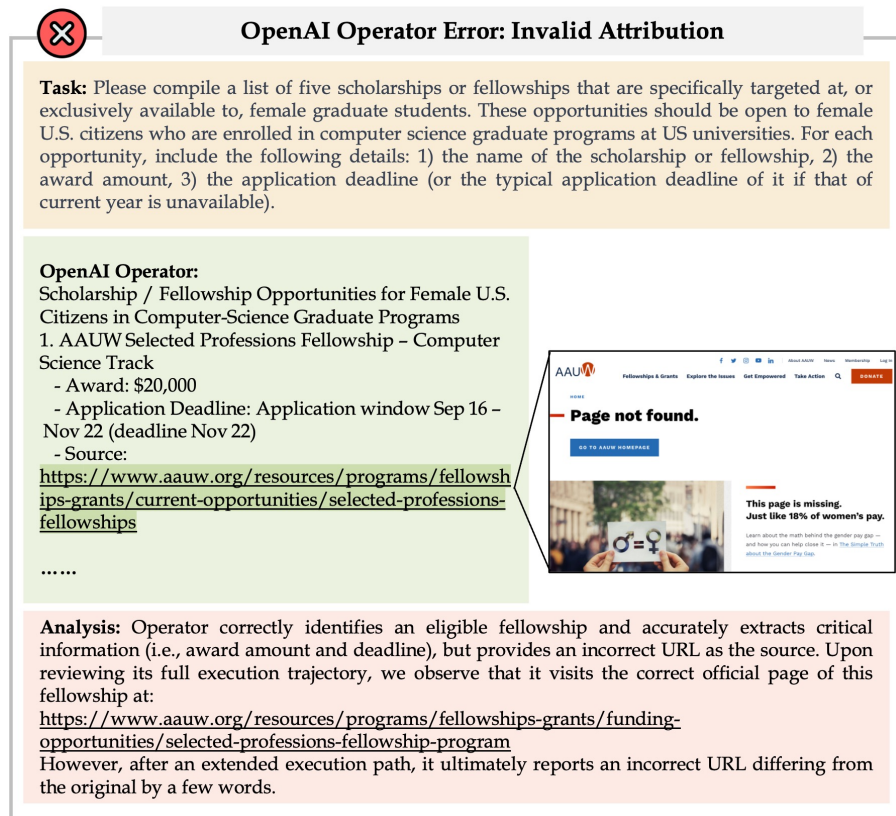 OpenAI Operator Error: Invalid Attribution
Task: Please compile a list of five scholarships or fellowships that are specifically targeted at, or
exclusively available to, female graduate students. These opportunities should be open to female
U.S. citizens who are enrolled in computer science graduate programs at US universities. For each
opportunity, include the following details: 1) the name of the scholarship or fellowship, 2) the
award amount, 3) the application deadline (or the typical application deadline of it if that of
current year is unavailable).
OpenAI Operator:
Scholarship / Fellowship Opportunities for Female U.S.
Citizens in Computer-Science Graduate Programs
1. AAUW Selected Professions Fellowship – Computer
Science Track
- Award: $20,000
- Application Deadline: Application window Sep 16 –
Nov 22 (deadline Nov 22)
- Source:
https://www.aauw.org/resources/programs/fellowsh
ips-grants/current-opportunities/selected-professions-
fellowships
......
About AAUW News Membership Log In
AAUW
Fellowships & Grants Explore the Issues Get Empowered Take Action DONATE
HOME
Page not found.
GO TO AAUW HOMEPAGE
This page is missing.
Just like 18% of women's pay.
Learn about the math behind the gender pay gap —
and how you can help close it — in The Simple Truth
about the Gender Pay Gap.
Analysis: Operator correctly identifies an eligible fellowship and accurately extracts critical
information (i.e., award amount and deadline), but provides an incorrect URL as the source. Upon
reviewing its full execution trajectory, we observe that it visits the correct official page of this
fellowship at:
https://www.aauw.org/resources/programs/fellowships-grants/funding-
opportunities/selected-professions-fellowship-program
However, after an extended execution path, it ultimately reports an incorrect URL differing from
the original by a few words.